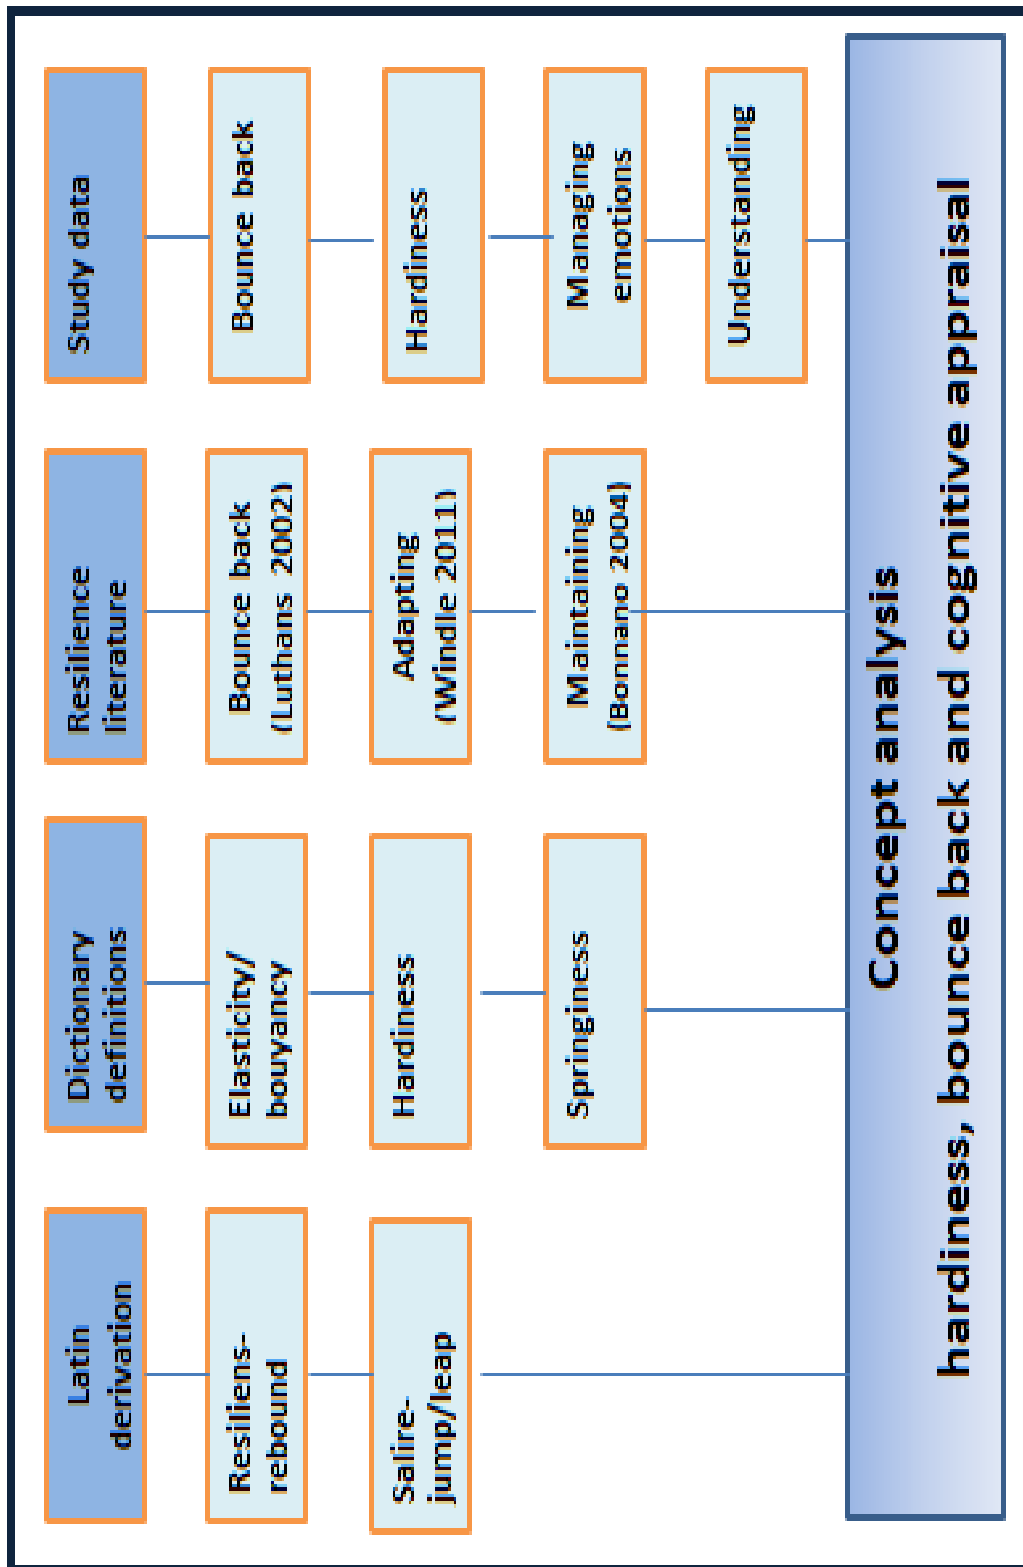 Latin
derivation
Resiliens-
rebound
Salire-
jump/leap
Dictionary
definitions
Elasticity/
bouyancy
Hardiness
Springiness
Resilience
literature
Bounce back
(Luthans 2002)
Adapting
(Windle 2011)
Maintaining
(Bonnano 2004)
Study data
Bounce back
Hardiness
Managing
emotions
Understanding
Concept analysis
hardiness, bounce back and cognitive appraisal